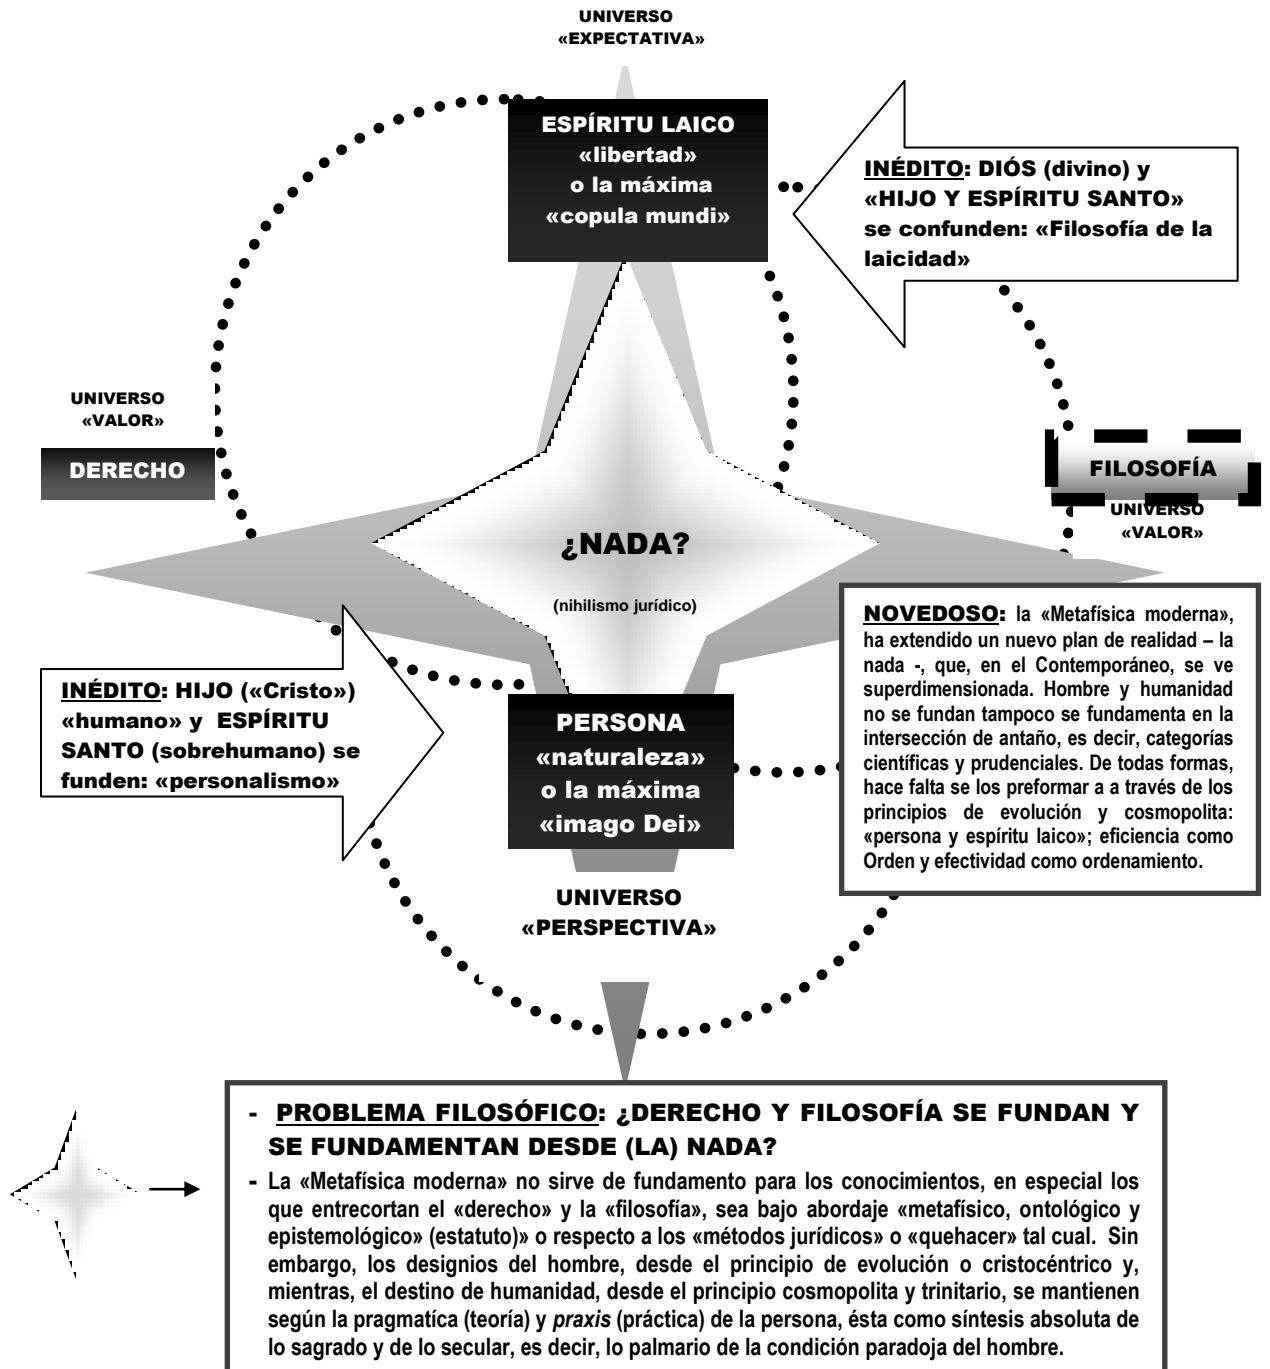 UNIVERSO
«EXPECTATIVA»
ESPÍRITU LAICO
«libertad»
o la máxima
«copula mundi»
INÉDITO: DIÓS (divino) y
«HIJO Y ESPÍRITU SANTO»
se confunden: «Filosofía de la
laicidad»
UNIVERSO
«VALOR»
DERECHO
FILOSOFÍA
UNIVERSO
«VALOR»
¿NADA?
(nihilismo jurídico)
INÉDITO: HIJO («Cristo»)
«humano» y ESPÍRITU
SANTO (sobrehumano) se
funden: «personalismo»
PERSONA
«naturaleza»
o la máxima
«imago Dei»
NOVEDOSO: la «Metafísica moderna»,
ha extendido un nuevo plan de realidad – la
nada -, que, en el Contemporáneo, se ve
superdimensionada. Hombre y humanidad
no se fundan tampoco se fundamenta en la
intersección de antaño, es decir, categorías
científicas y prudenciales. De todas formas,
hace falta se los preformar a a través de los
principios de evolución y cosmopolita:
«persona y espíritu laico»; eficiencia como
Orden y efectividad como ordenamiento.
UNIVERSO
«PERSPECTIVA»
- PROBLEMA FILOSÓFICO: ¿DERECHO Y FILOSOFÍA SE FUNDAN Y
SE FUNDAMENTAN DESDE (LA) NADA?
- La «Metafísica moderna» no sirve de fundamento para los conocimientos, en especial los
que entrecortan el «derecho» y la «filosofía», sea bajo abordaje «metafísico, ontológico y
epistemológico» (estatuto)» o respecto a los «métodos jurídicos» o «quehacer» tal cual. Sin
embargo, los designios del hombre, desde el principio de evolución o cristocéntrico y,
mientras, el destino de humanidad, desde el principio cosmopolita y trinitario, se mantienen
según la pragmatíca (teoría) y praxis (práctica) de la persona, ésta como síntesis absoluta de
lo sagrado y de lo secular, es decir, lo palmario de la condición paradoja del hombre.